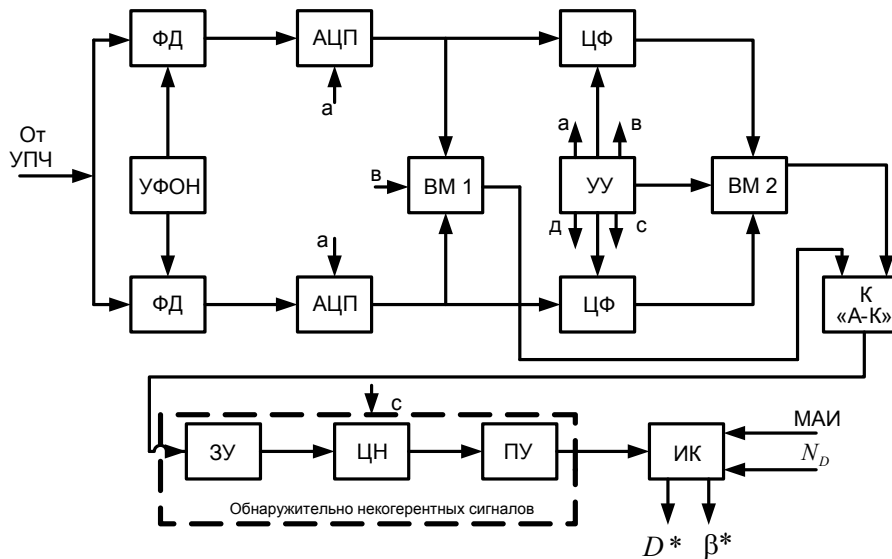 ФД
АЦП
ЦФ
а
От
УПЧ
а
в
УФОН
в
ВМ 1
УУ
ВМ 2
д
с
а
ФД
АЦП
ЦФ
К
«А-К»
с
МАИ
ЗУ
ЦН
ПУ
ИК
N_D
Обнаружительно некогерентных сигналов
D*
β*